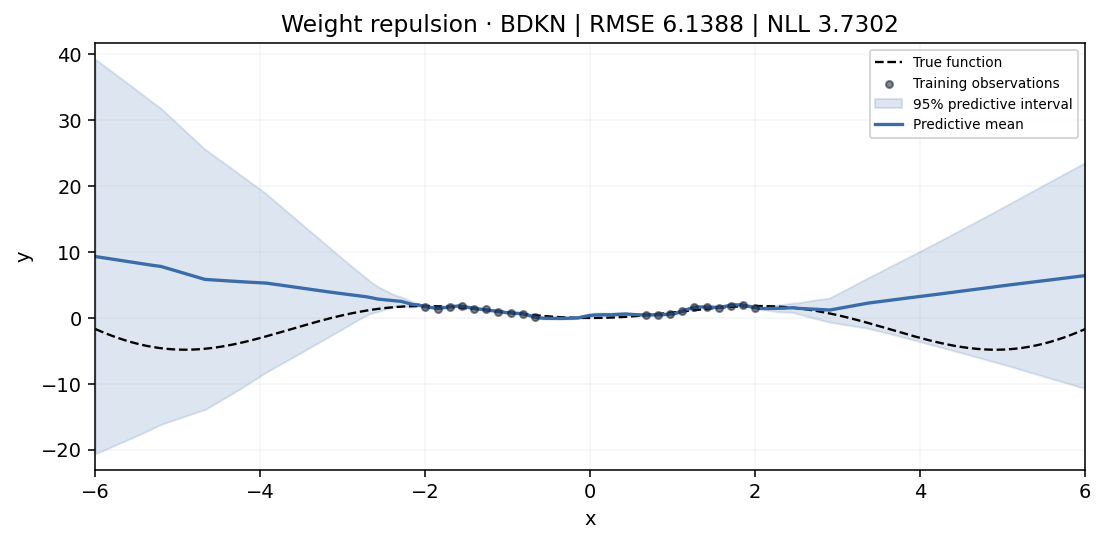 Weight repulsion · BDKN | RMSE 6.1388 | NLL 3.7302
True function
Training observations
95% predictive interval
Predictive mean
40
30
20
10
0
−10
−20
y
−6
−4
−2
0
2
4
6
x